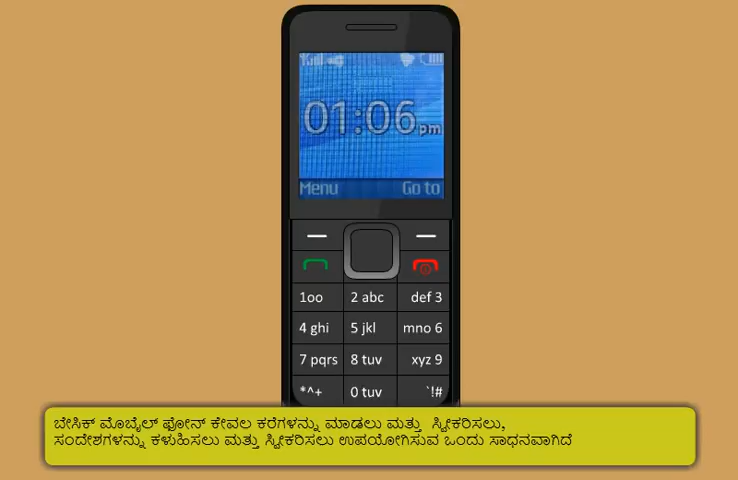 01:06 pm
Menu Go to
1oo 2 abc def 3
4 ghi 5 jkl mno 6
7 pqrs 8 tuv xyz 9
*^+ 0 tuv `!#
ಬೇಸಿಕ್ ಮೊಬೈಲ್ ಫೋನ್ ಕೇವಲ ಕರೆಗಳನ್ನು ಮಾಡಲು ಮತ್ತು ಸ್ವೀಕರಿಸಲು,
ಸಂದೇಶಗಳನ್ನು ಕಳುಹಿಸಲು ಮತ್ತು ಸ್ವೀಕರಿಸಲು ಉಪಯೋಗಿಸುವ ಒಂದು ಸಾಧನವಾಗಿದೆ